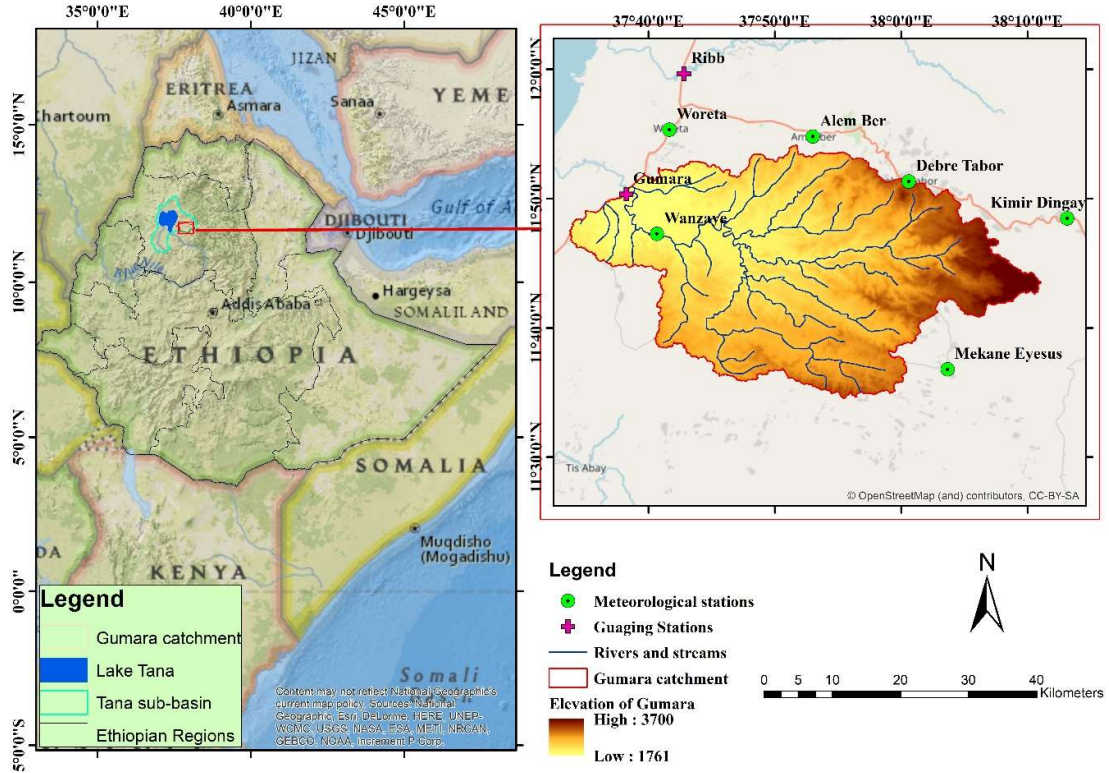 35°0'0"E 40°0'0"E 45°0'0"E
15°0'0"N
10°0'0"N
5°0'0"N
0°0'0"
5°0'0"S
JIZAN
ERITREA
Asmara
Sanaa
YEME
Khartoum
DJIBOUTI
Djibouti
Gulf of A
Hargeysa
SOMALILAND
Addis Ababa
ETHIOPIA
SOMALIA
Muqdisho
(Mogadishu)
DA
KENYA
Somali
Legend
Gumara catchment
Lake Tana
Tana sub-basin
Ethiopian Regions
Content may not reflect National Geographic's
current map policy. Sources: National
Geographic, Esri, DeLorme, HERE, UNEP-
WCMC, USGS, NASA, ESA, METI, NRCAN,
GEBCO, NOAA, increment P Corp.
37°40'0"E 37°50'0"E 38°0'0"E 38°10'0"E
12°0'0"N
11°50'0"N
11°40'0"N
11°30'0"N
Ribb
Woreta
Woreta
Alem Ber
Debre Tabor
Kimir Dingay
Gumara
Wanzaye
Mekane Eyesus
Tis Abay
© OpenStreetMap (and) contributors, CC-BY-SA
Legend
Meteorological stations
Guaging Stations
Rivers and streams
Gumara catchment
Elevation of Gumara
High : 3700
Low : 1761
N
0 5 10 20 30 40
Kilometers